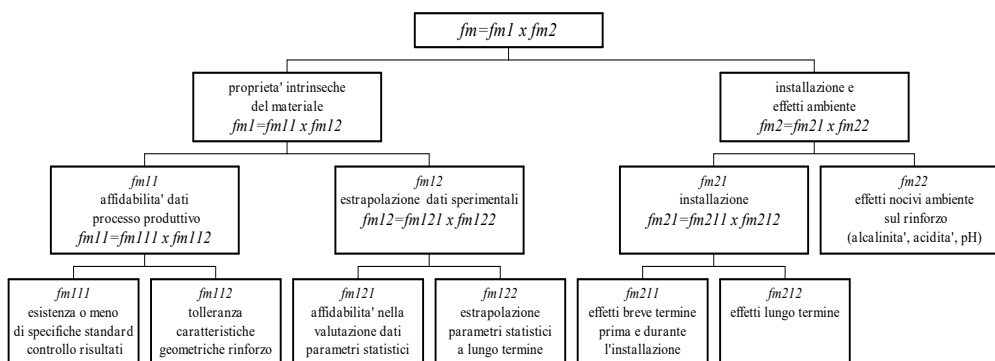 fm=fm1 x fm2
proprieta' intrinseche
del materiale
fm1=fm11 x fm12
installazione e
effetti ambiente
fm2=fm21 x fm22
fm11
affidabilita' dati
processo produttivo
fm11=fm111 x fm112
fm12
estrapolazione dati sperimentali
fm12=fm121 x fm122
fm21
installazione
fm21=fm211 x fm212
fm22
effetti nocivi ambiente
sul rinforzo
(alcalinita', acidita', pH)
fm111
esistenza o meno
di specifiche standard
controllo risultati
fm112
tolleranza
caratteristiche
geometriche rinforzo
fm121
affidabilita' nella
valutazione dati
parametri statistici
fm122
estrapolazione
parametri statistici
a lungo termine
fm211
effetti breve termine
prima e durante
l'installazione
fm212
effetti lungo termine